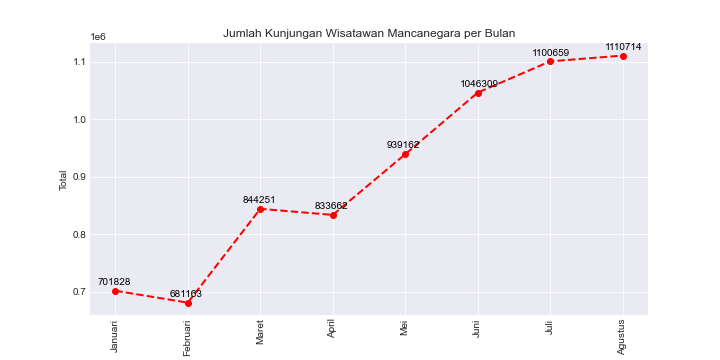 Jumlah Kunjungan Wisatawan Mancanegara per Bulan
1e6
1.1
1.0
0.9
0.8
0.7
Total
701828
681163
844251
833662
939162
1046309
1100659
1110714
Januari
Februari
Maret
April
Mei
Juni
Juli
Agustus